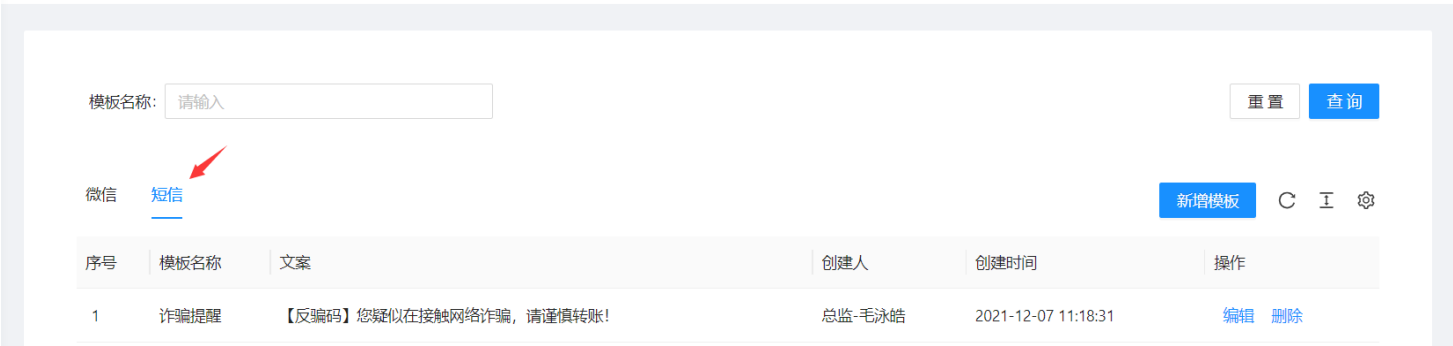 模板名称: 请输入 重 置 查 询
微信 短信 新增模板
序号 模板名称 文案 创建人 创建时间 操作
1 诈骗提醒 【反骗码】您疑似在接触网络诈骗，请谨慎转账！ 总监-毛泳皓 2021-12-07 11:18:31 编辑 删除